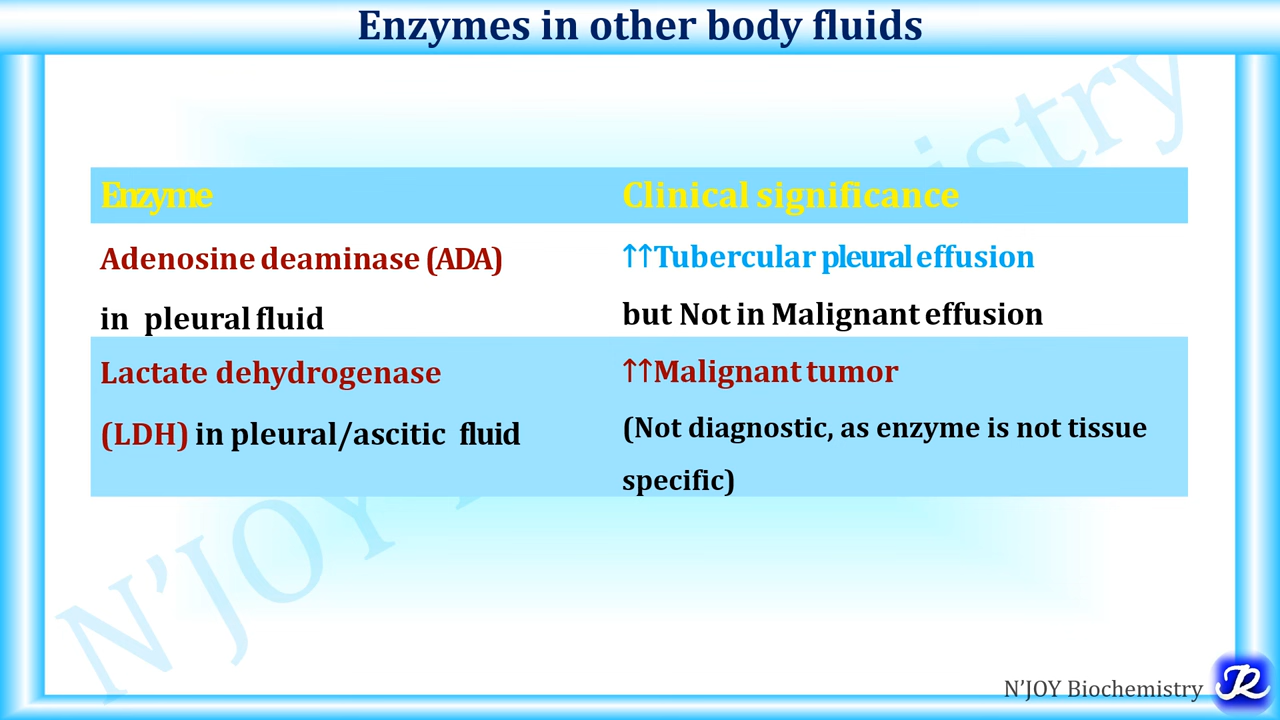 Enzymes in other body fluids
Enzyme
Clinical significance
Adenosine deaminase (ADA)
in pleural fluid
↑↑Tubercular pleural effusion
but Not in Malignant effusion
Lactate dehydrogenase
(LDH) in pleural/ascitic fluid
↑↑Malignant tumor
(Not diagnostic, as enzyme is not tissue
specific)
N’JOY Biochemistry